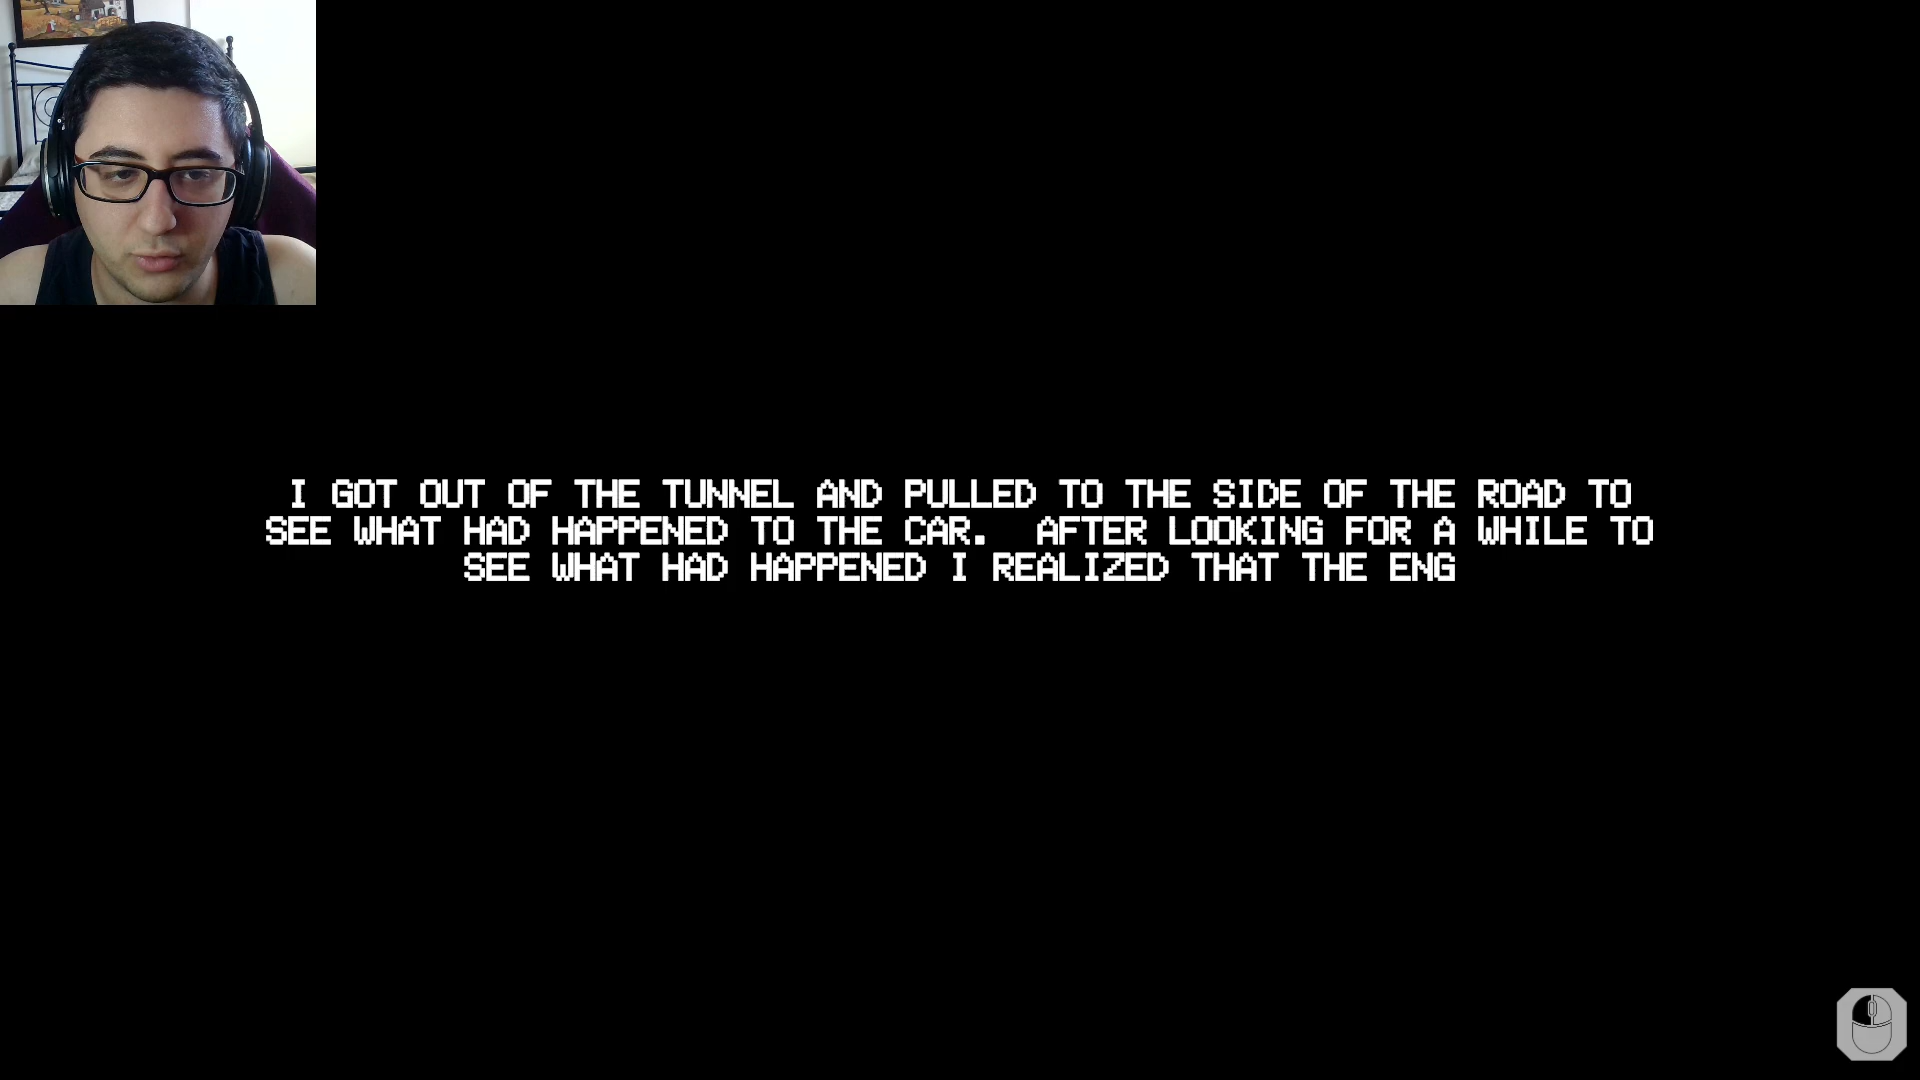 I GOT OUT OF THE TUNNEL AND PULLED TO THE SIDE OF THE ROAD TO
SEE WHAT HAD HAPPENED TO THE CAR.  AFTER LOOKING FOR A WHILE TO
SEE WHAT HAD HAPPENED I REALIZED THAT THE ENG